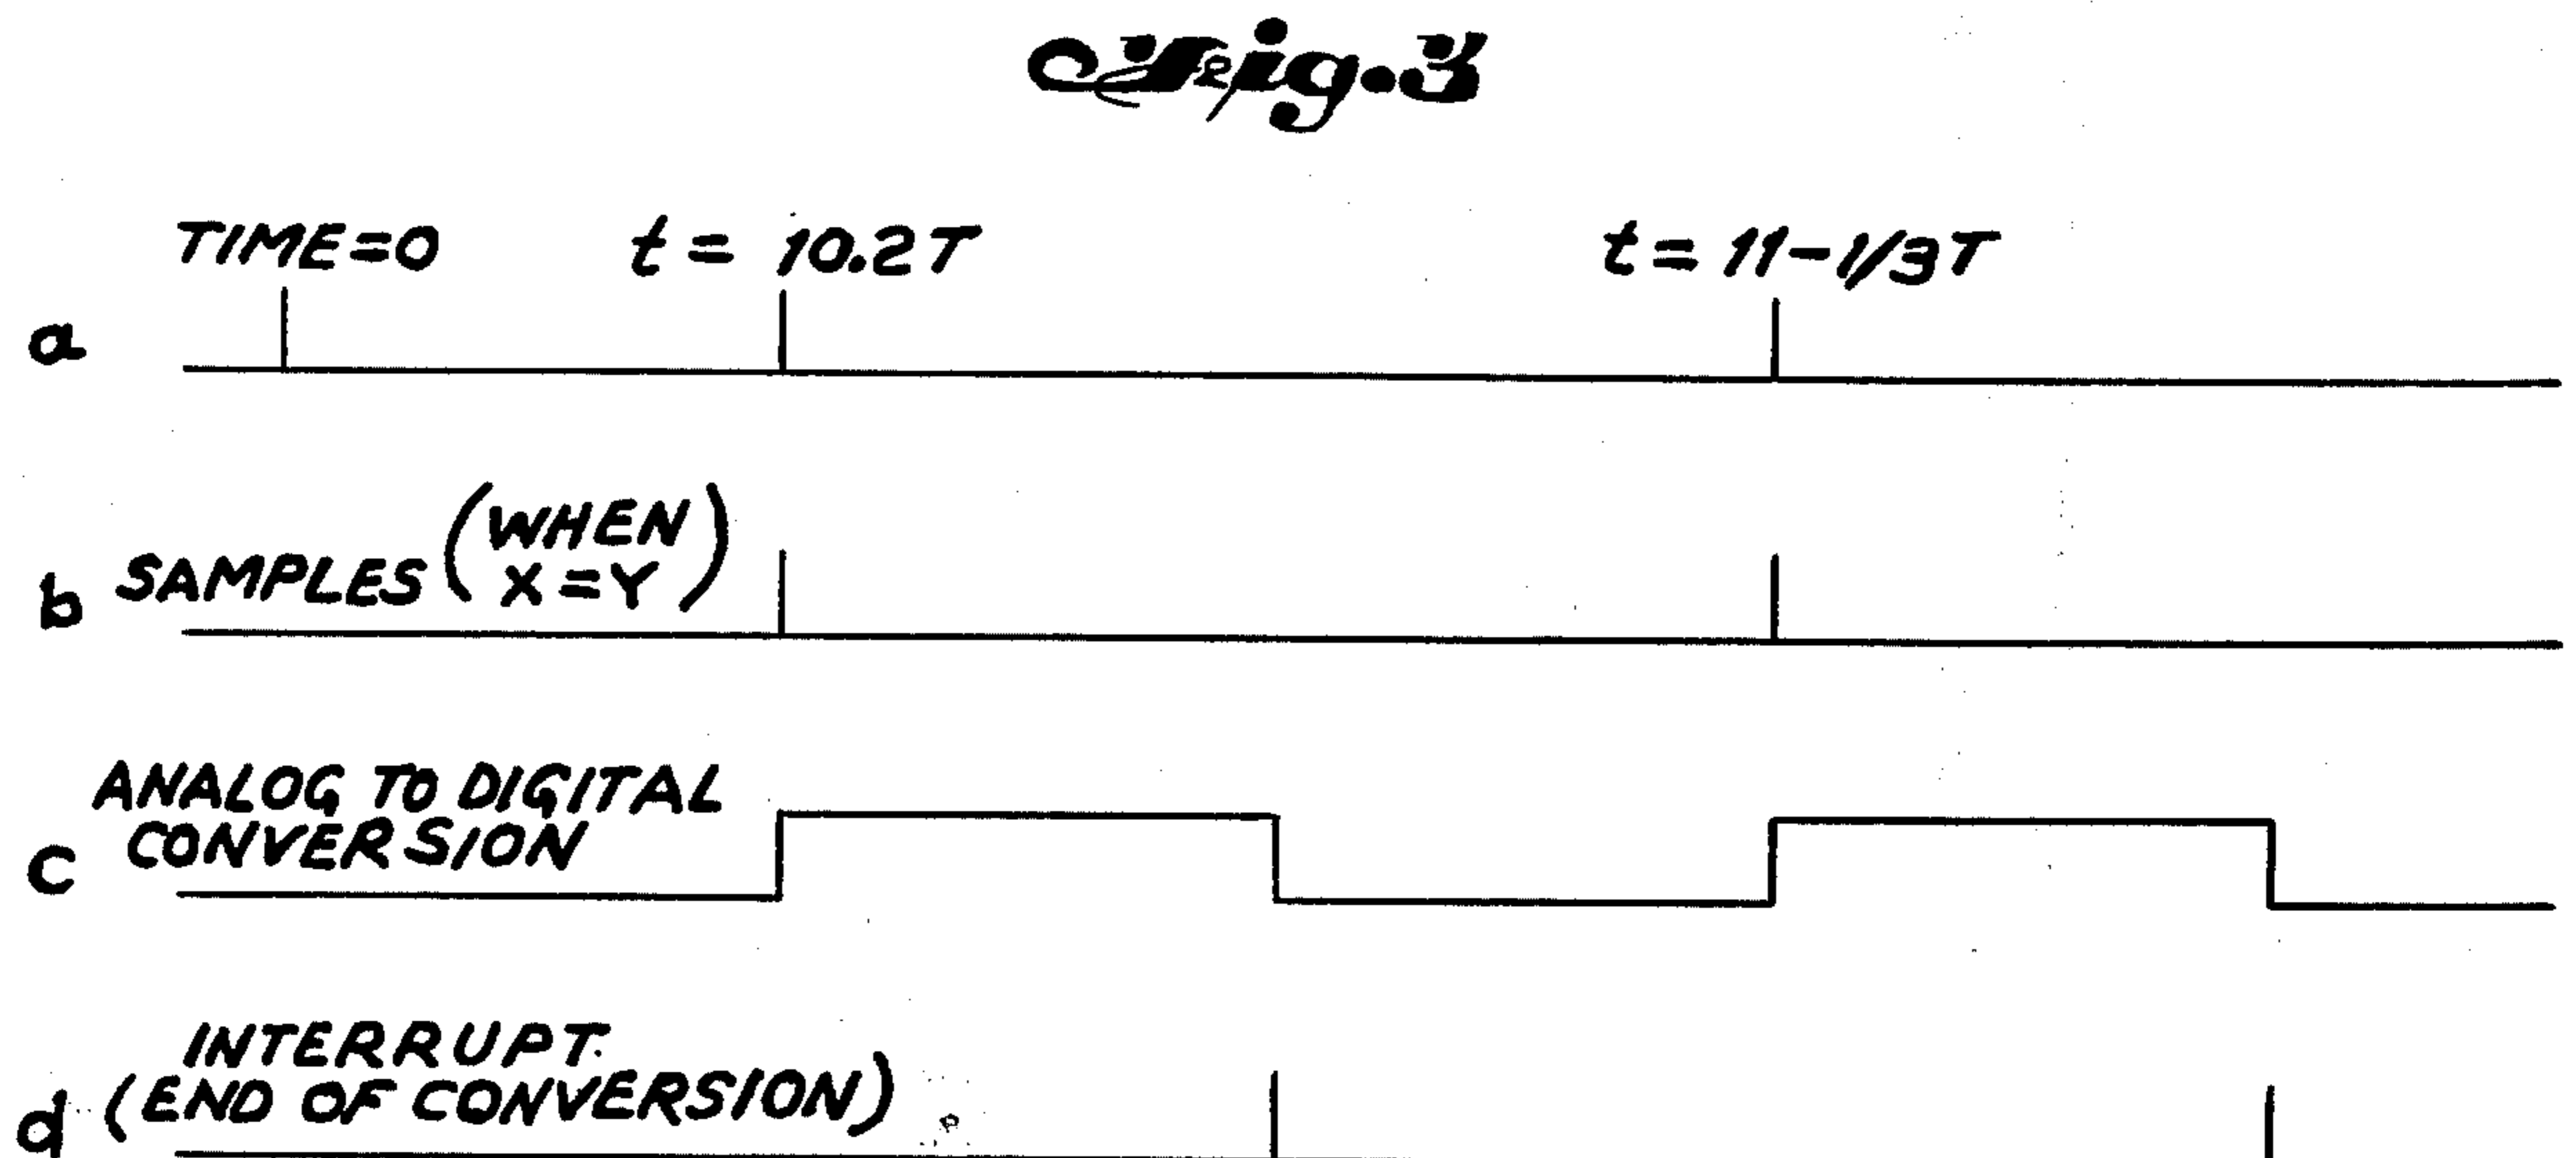 Fig. 3
TIME=0 t = 10.2T t = 11-1/3T
a
b SAMPLES (WHEN X=Y)
ANALOG TO DIGITAL
c CONVERSION
INTERRUPT
d (END OF CONVERSION)